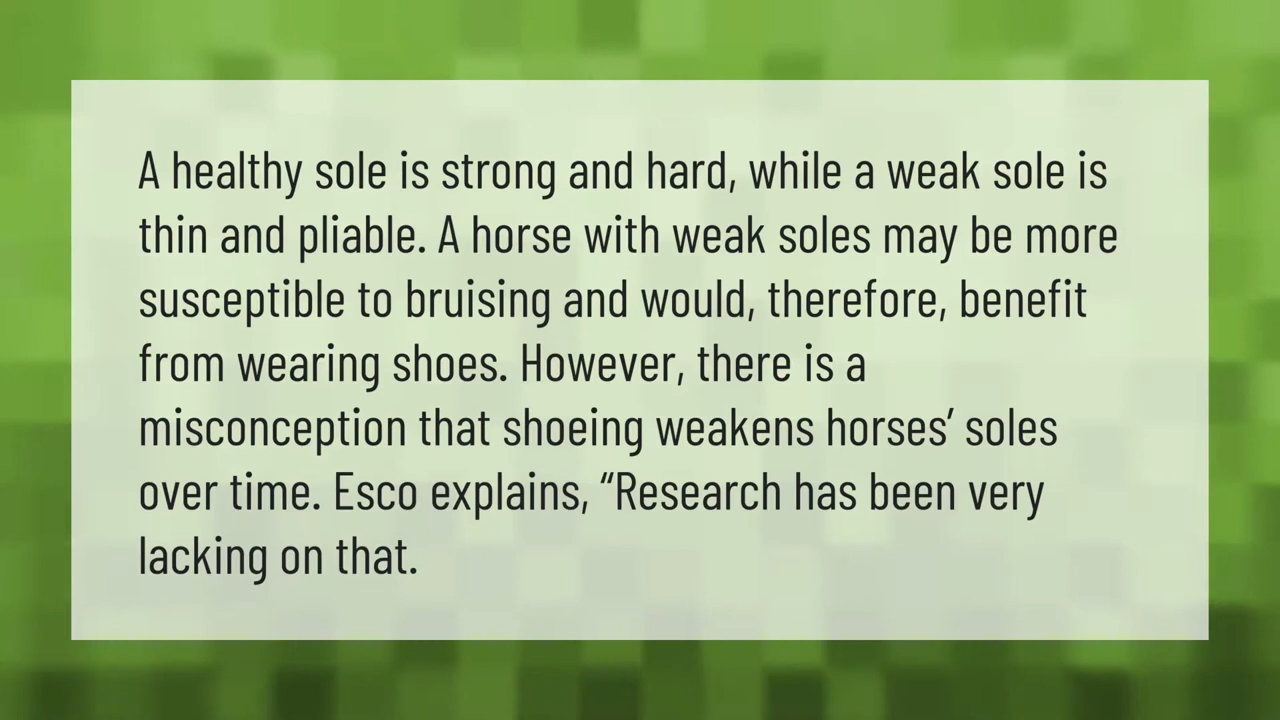 A healthy sole is strong and hard, while a weak sole is
thin and pliable. A horse with weak soles may be more
susceptible to bruising and would, therefore, benefit
from wearing shoes. However, there is a
misconception that shoeing weakens horses’ soles
over time. Esco explains, “Research has been very
lacking on that.